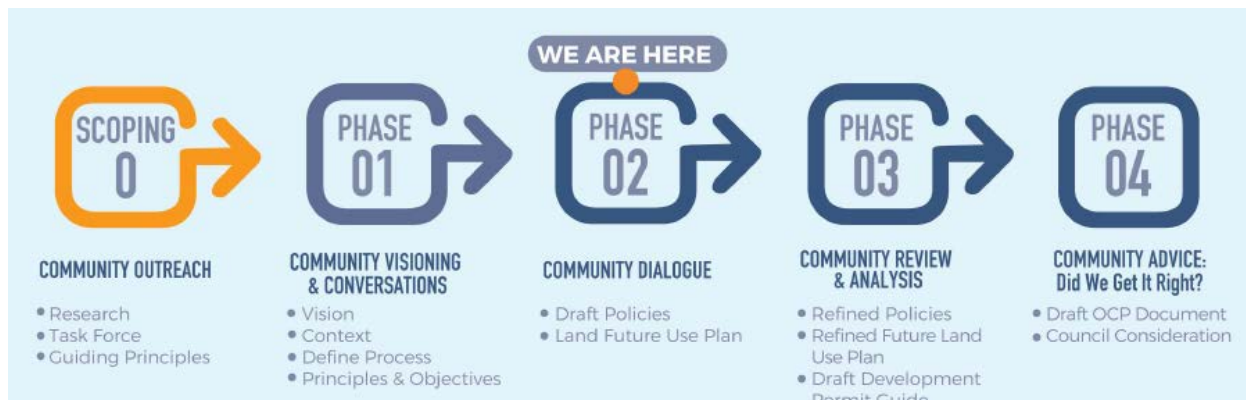 WE ARE HERE
SCOPING
0
PHASE
01
PHASE
02
PHASE
03
PHASE
04
COMMUNITY OUTREACH
• Research
• Task Force
• Guiding Principles
COMMUNITY VISIONING
& CONVERSATIONS
• Vision
• Context
• Define Process
• Principles & Objectives
COMMUNITY DIALOGUE
• Draft Policies
• Land Future Use Plan
COMMUNITY REVIEW
& ANALYSIS
• Refined Policies
• Refined Future Land
Use Plan
• Draft Development
Permit Guide
COMMUNITY ADVICE:
Did We Get It Right?
• Draft OCP Document
• Council Consideration